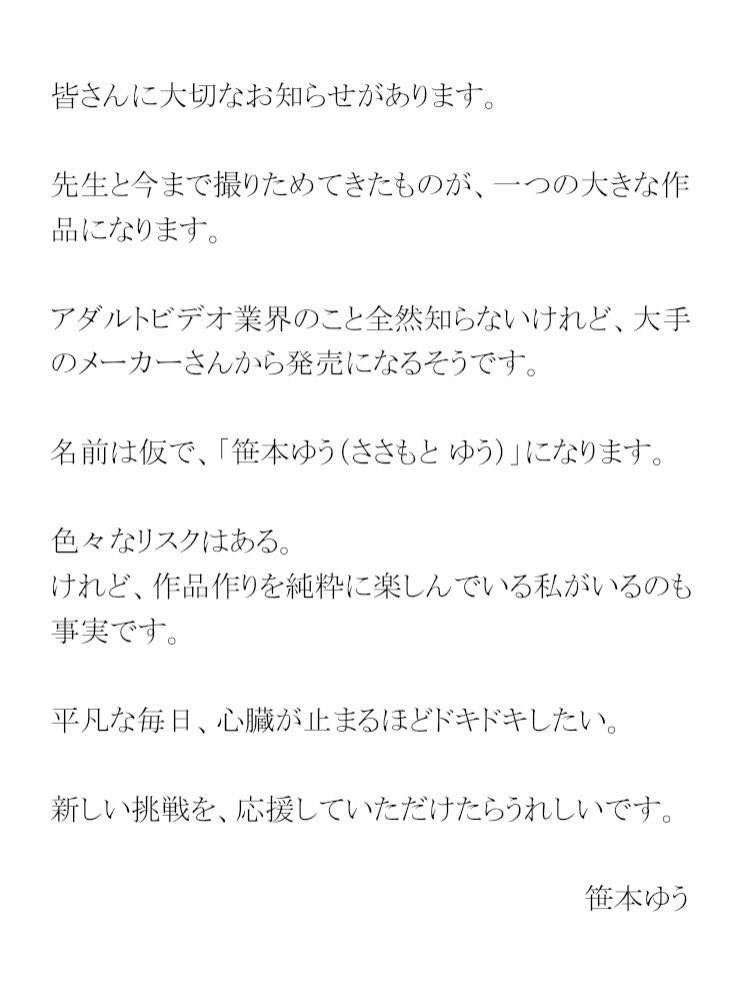 皆さんに大切なお知らせがあります。
先生と今まで撮りためてきたものが、一つの大きな作
品になります。
アダルトビデオ業界のこと全然知らないけれど、大手
のメーカーさんから発売になるそうです。
名前は仮で、「笹本ゆう(ささもと ゆう)」になります。
色々なリスクはある。
けれど、作品作りを純粋に楽しんでいる私がいるのも
事実です。
平凡な毎日、心臓が止まるほどドキドキしたい。
新しい挑戦を、応援していただけたらうれしいです。
笹本ゆう